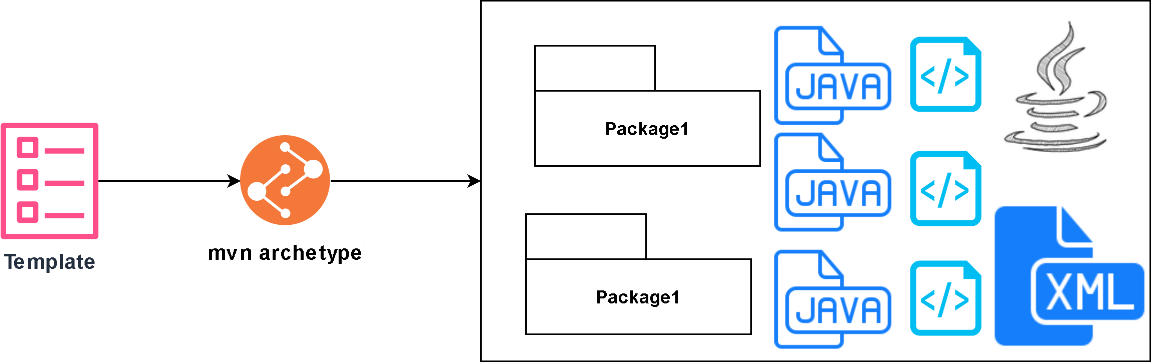 Template
mvn archetype
Package1
Package1
JAVA
</>
JAVA
</>
JAVA
</>
XML